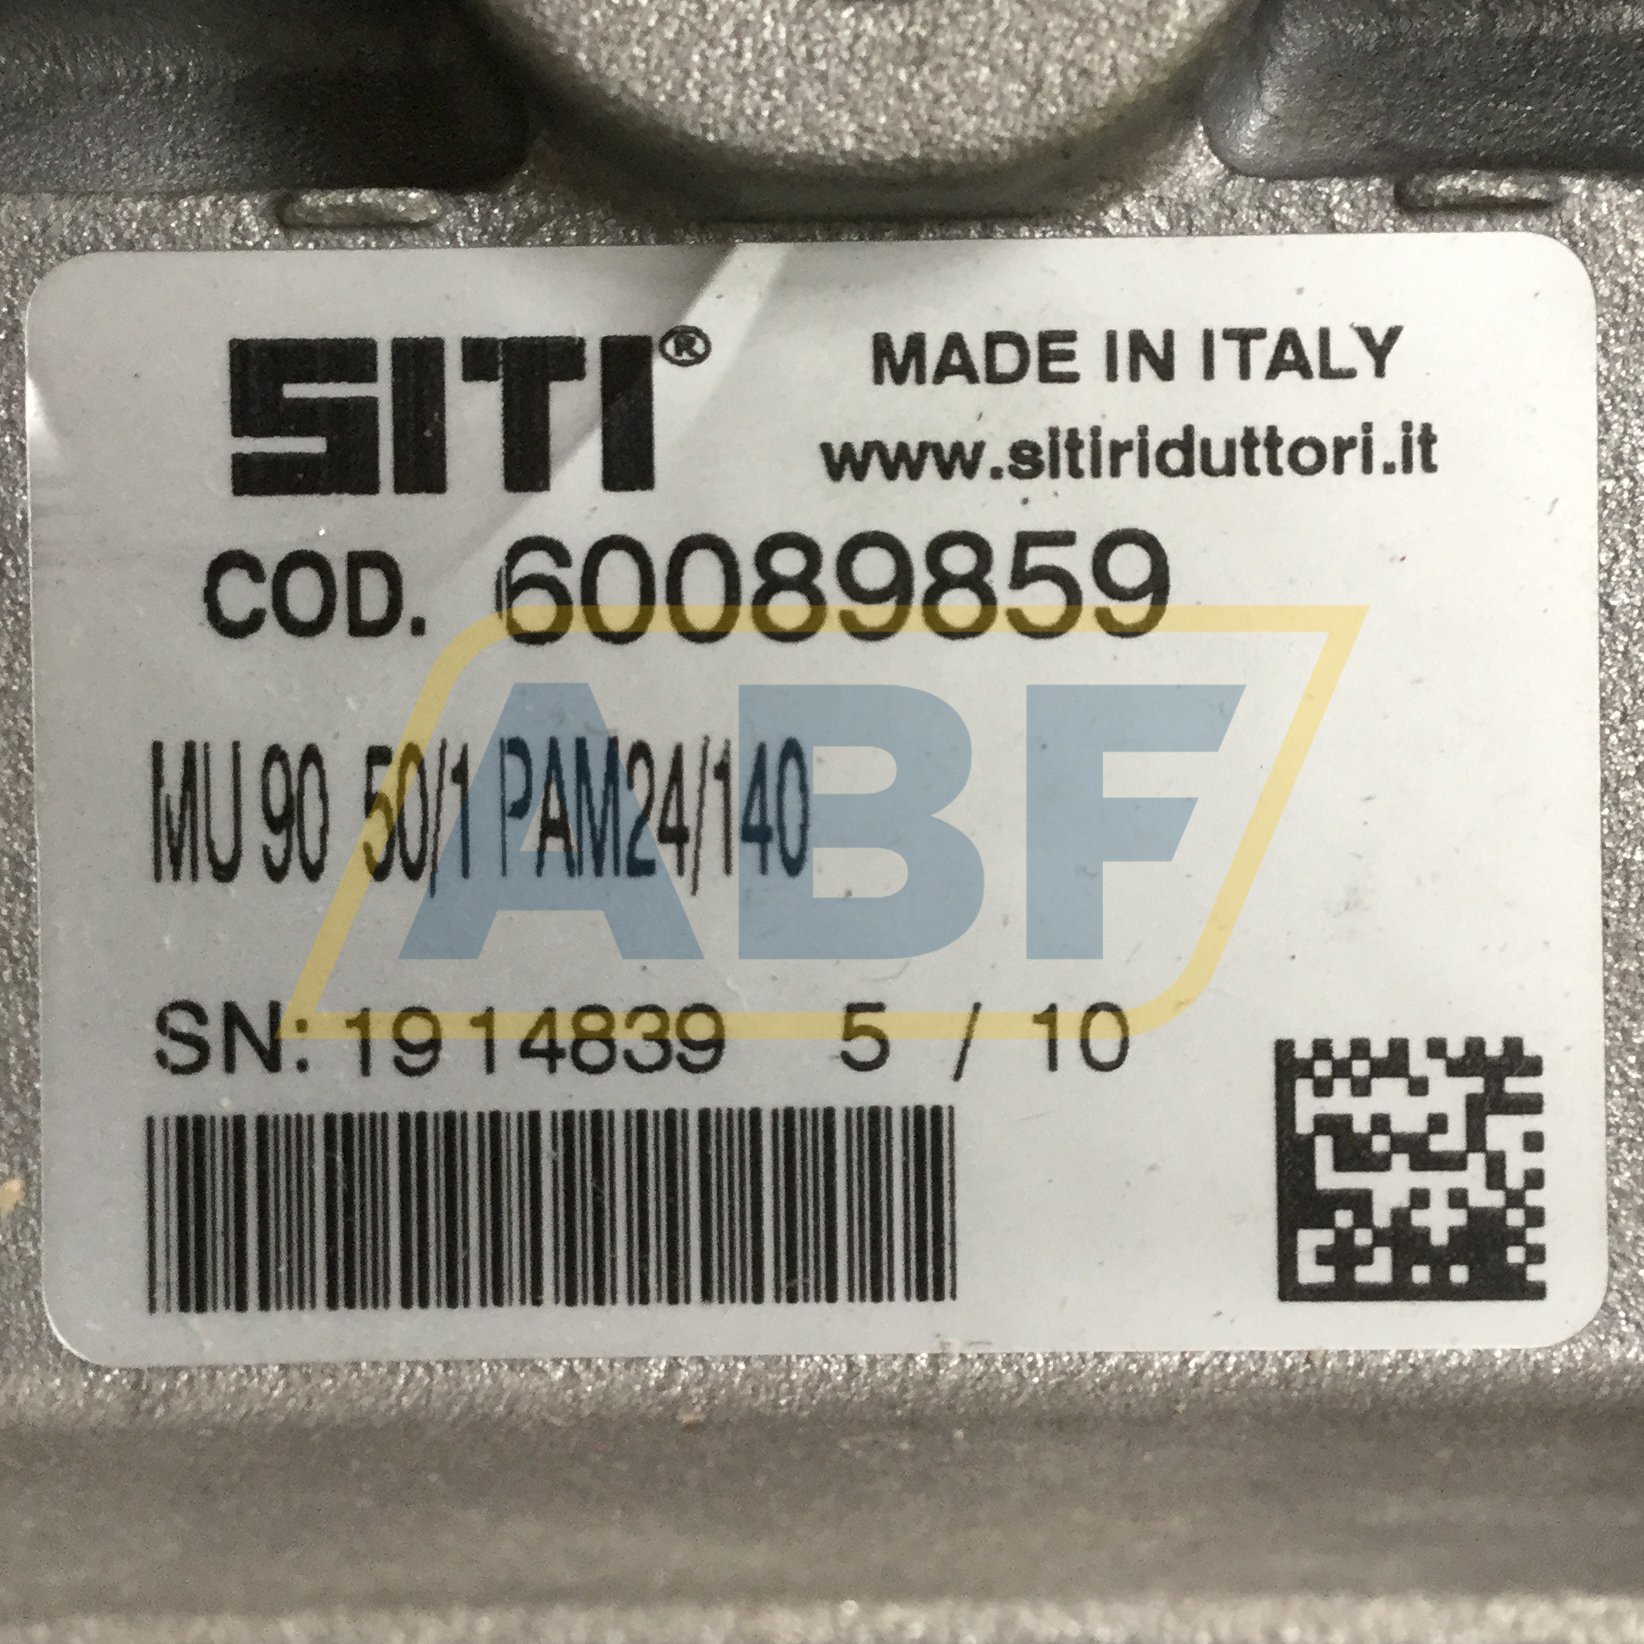 SITI® MADE IN ITALY
www.sitiriduttori.it
COD. 60089859
MU 90 50/1 PAM24/140
ABF
SN: 1914839 5 / 10